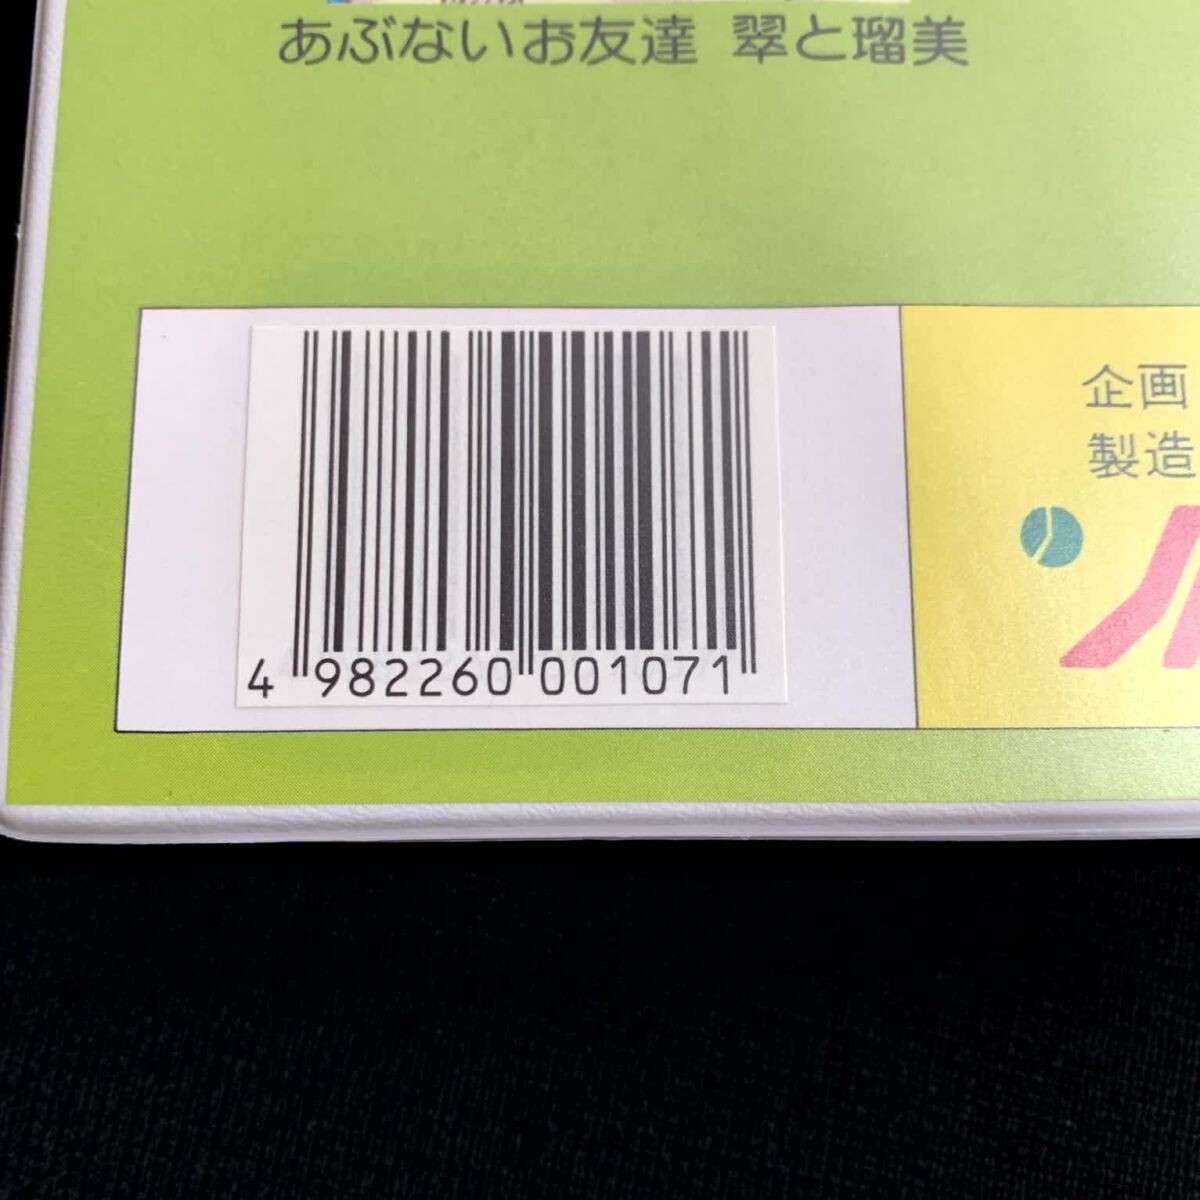 あぶないお友達 翠と瑠美
企画
製造
4 982260 001071